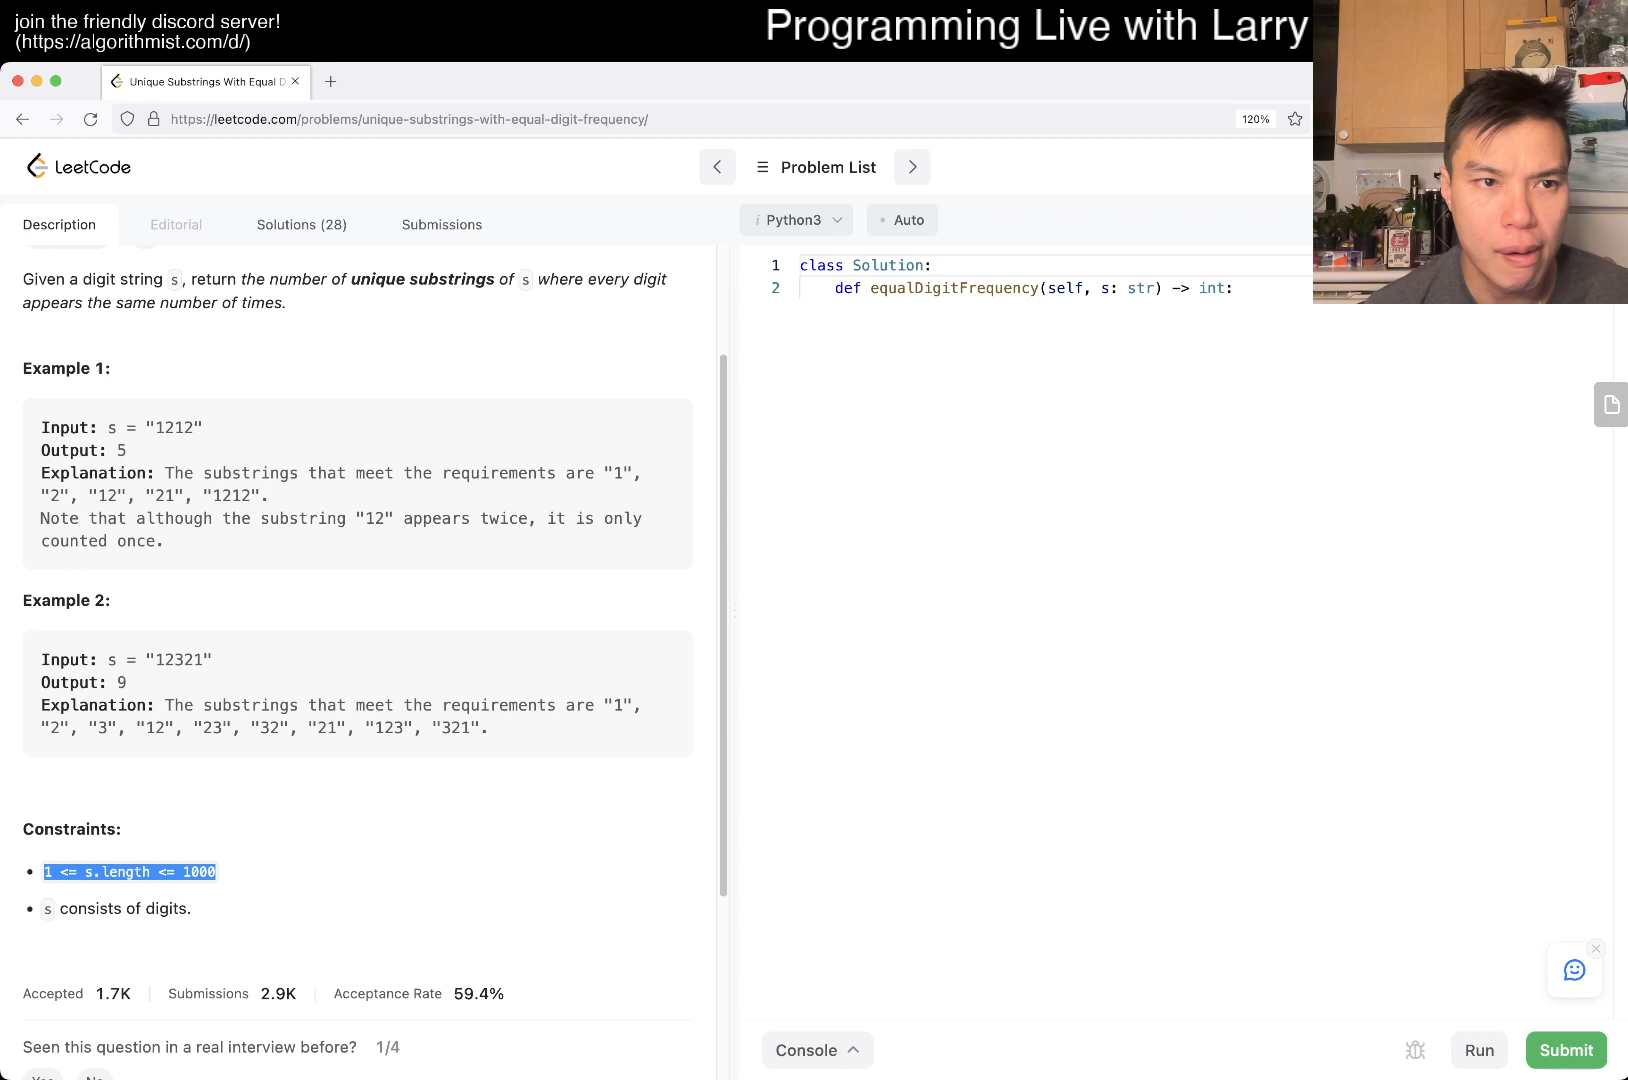 join the friendly discord server!
(https://algorithmist.com/d/)
Programming Live with Larry
Unique Substrings With Equal D
https://leetcode.com/problems/unique-substrings-with-equal-digit-frequency/
120%
LeetCode
Problem List
Description
Editorial
Solutions (28)
Submissions
i Python3
Auto
Given a digit string s, return the number of unique substrings of s where every digit
appears the same number of times.
Example 1:
Input: s = "1212"
Output: 5
Explanation: The substrings that meet the requirements are "1",
"2", "12", "21", "1212".
Note that although the substring "12" appears twice, it is only
counted once.
Example 2:
Input: s = "12321"
Output: 9
Explanation: The substrings that meet the requirements are "1",
"2", "3", "12", "23", "32", "21", "123", "321".
Constraints:
1 <= s.length <= 1000
s consists of digits.
Accepted 1.7K
Submissions 2.9K
Acceptance Rate 59.4%
Seen this question in a real interview before? 1/4
Yes
No
1 class Solution:
2 def equalDigitFrequency(self, s: str) -> int:
Console
Run
Submit